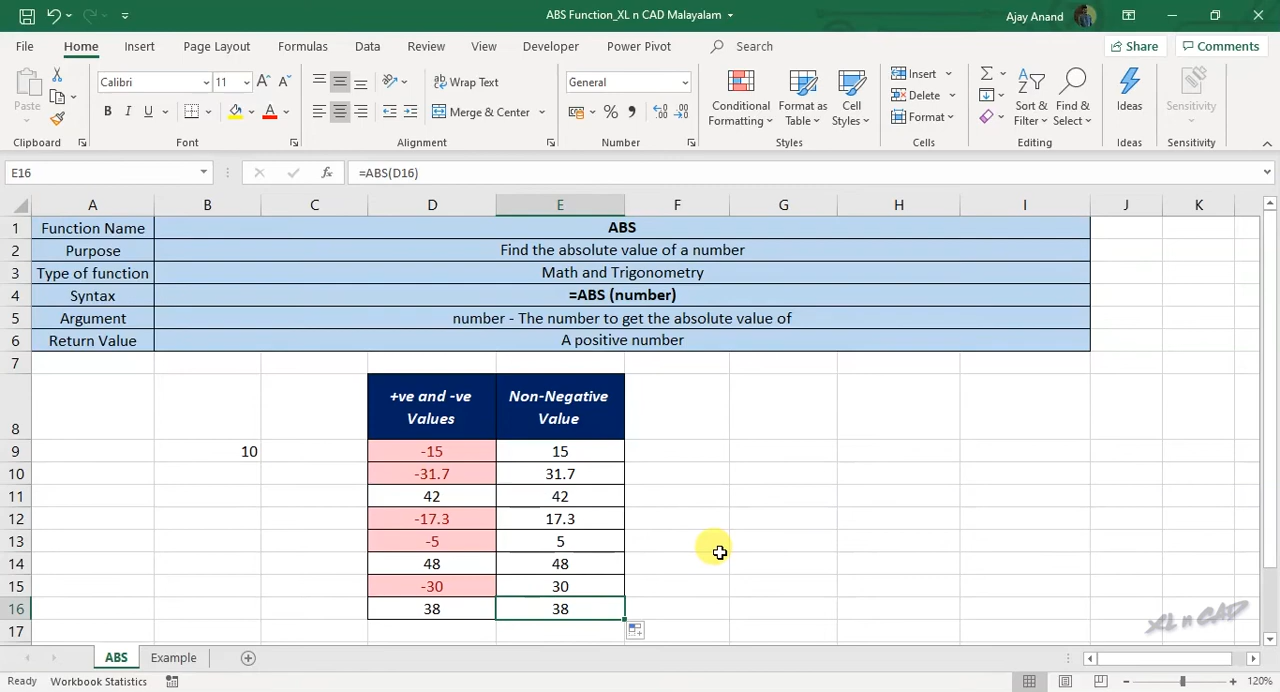 ABS Function_XL n CAD Malayalam
Ajay Anand
File Home Insert Page Layout Formulas Data Review View Developer Power Pivot Search Share Comments
Paste
Calibri 11
B I U
Wrap Text
Merge & Center
General
Conditional Formatting
Format as Table
Cell Styles
Insert
Delete
Format
Sort & Filter
Find & Select
Ideas
Sensitivity
Clipboard Font Alignment Number Styles Cells Editing Ideas Sensitivity
E16 fx =ABS(D16)
A B C D E F G H I J K
1 Function Name ABS
2 Purpose Find the absolute value of a number
3 Type of function Math and Trigonometry
4 Syntax =ABS (number)
5 Argument number - The number to get the absolute value of
6 Return Value A positive number
7
8 +ve and -ve Values Non-Negative Value
9 10 -15 15
10 -31.7 31.7
11 42 42
12 -17.3 17.3
13 -5 5
14 48 48
15 -30 30
16 38 38
17
XL n CAD
ABS Example
Ready Workbook Statistics 120%